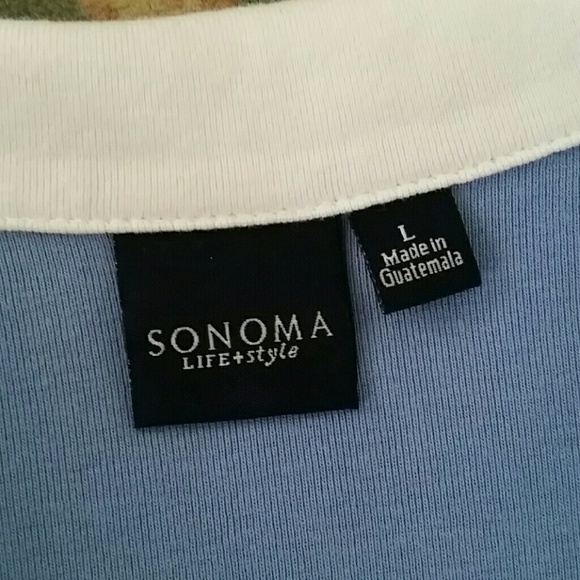 SONOMA
LIFE+style
L
Made in
Guatemala